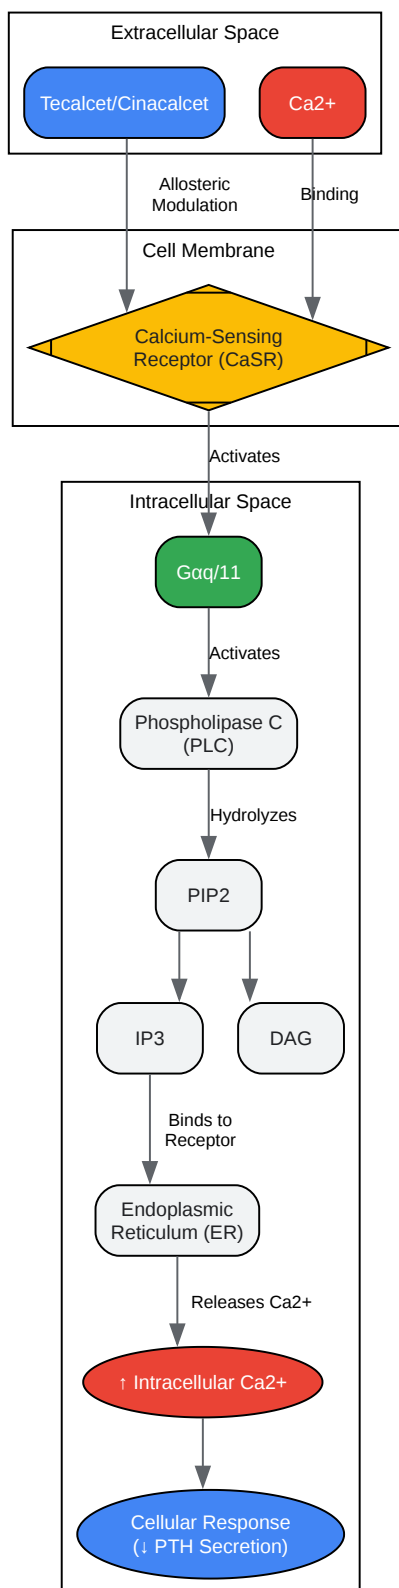 Extracellular Space
Tecalcet/Cinacalcet
Ca2+
Allosteric
Modulation
Binding
Cell Membrane
Calcium-Sensing
Receptor (CaSR)
Activates
Intracellular Space
Gαq/11
Activates
Phospholipase C
(PLC)
Hydrolyzes
PIP2
IP3
DAG
Binds to
Receptor
Endoplasmic
Reticulum (ER)
Releases Ca2+
↑ Intracellular Ca2+
Cellular Response
(↓ PTH Secretion)